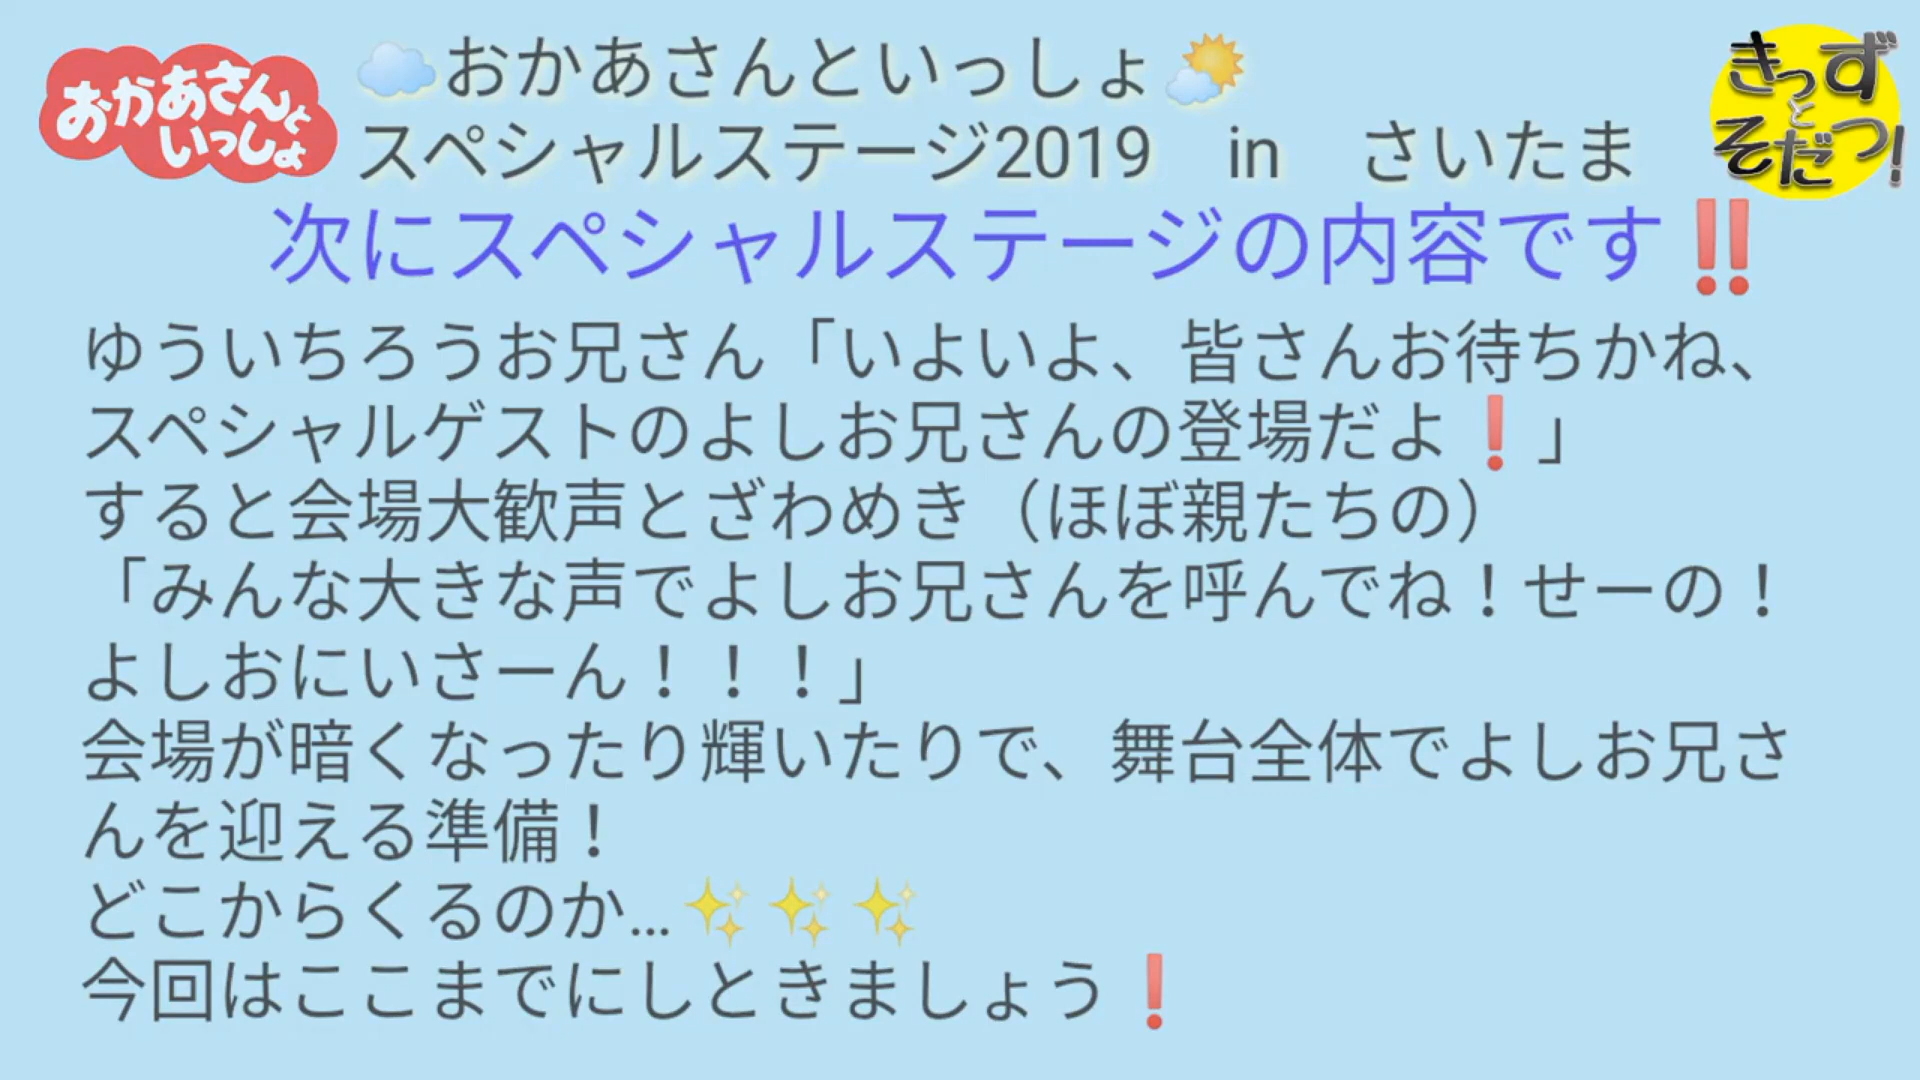 おかあさんと
いっしょ
☁️おかあさんといっしょ🌤️
スペシャルステージ2019　in　さいたま
きっず
と
そだつ!
次にスペシャルステージの内容です‼️
ゆういちろうお兄さん「いよいよ、皆さんお待ちかね、
スペシャルゲストのよしお兄さんの登場だよ❗」
すると会場大歓声とざわめき（ほぼ親たちの）
「みんな大きな声でよしお兄さんを呼んでね！せーの！
よしおにいさーん！！！」
会場が暗くなったり輝いたりで、舞台全体でよしお兄さ
んを迎える準備！
どこからくるのか...✨✨✨
今回はここまでにしときましょう❗